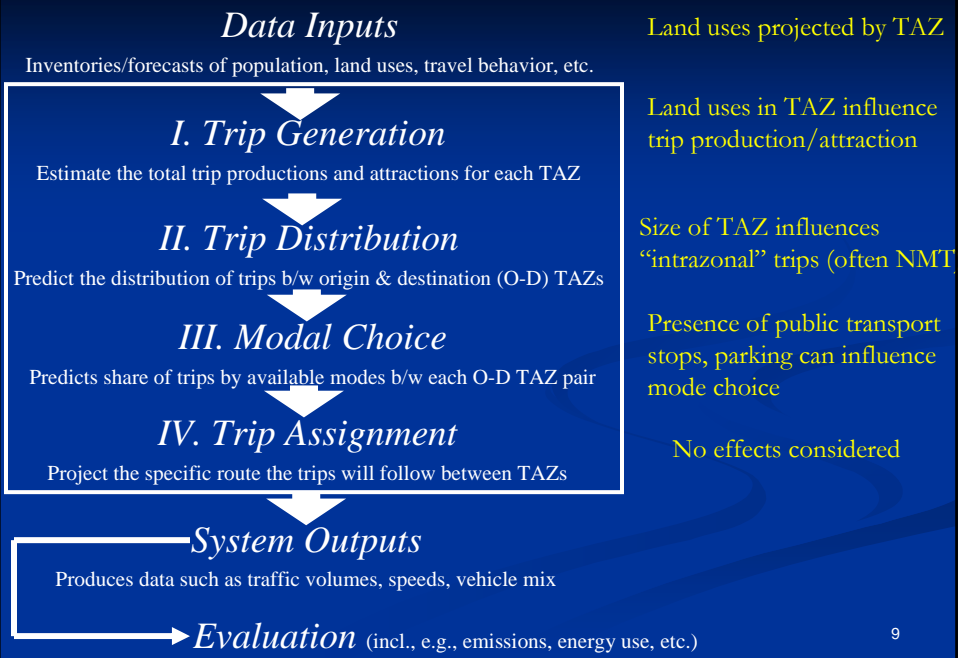 Data Inputs
Inventories/forecasts of population, land uses, travel behavior, etc.
I. Trip Generation
Estimate the total trip productions and attractions for each TAZ
II. Trip Distribution
Predict the distribution of trips b/w origin & destination (O-D) TAZs
III. Modal Choice
Predicts share of trips by available modes b/w each O-D TAZ pair
IV. Trip Assignment
Project the specific route the trips will follow between TAZs
System Outputs
Produces data such as traffic volumes, speeds, vehicle mix
Evaluation (incl., e.g., emissions, energy use, etc.)
Land uses projected by TAZ
Land uses in TAZ influence
trip production/attraction
Size of TAZ influences
“intrazonal” trips (often NMT)
Presence of public transport
stops, parking can influence
mode choice
No effects considered
9